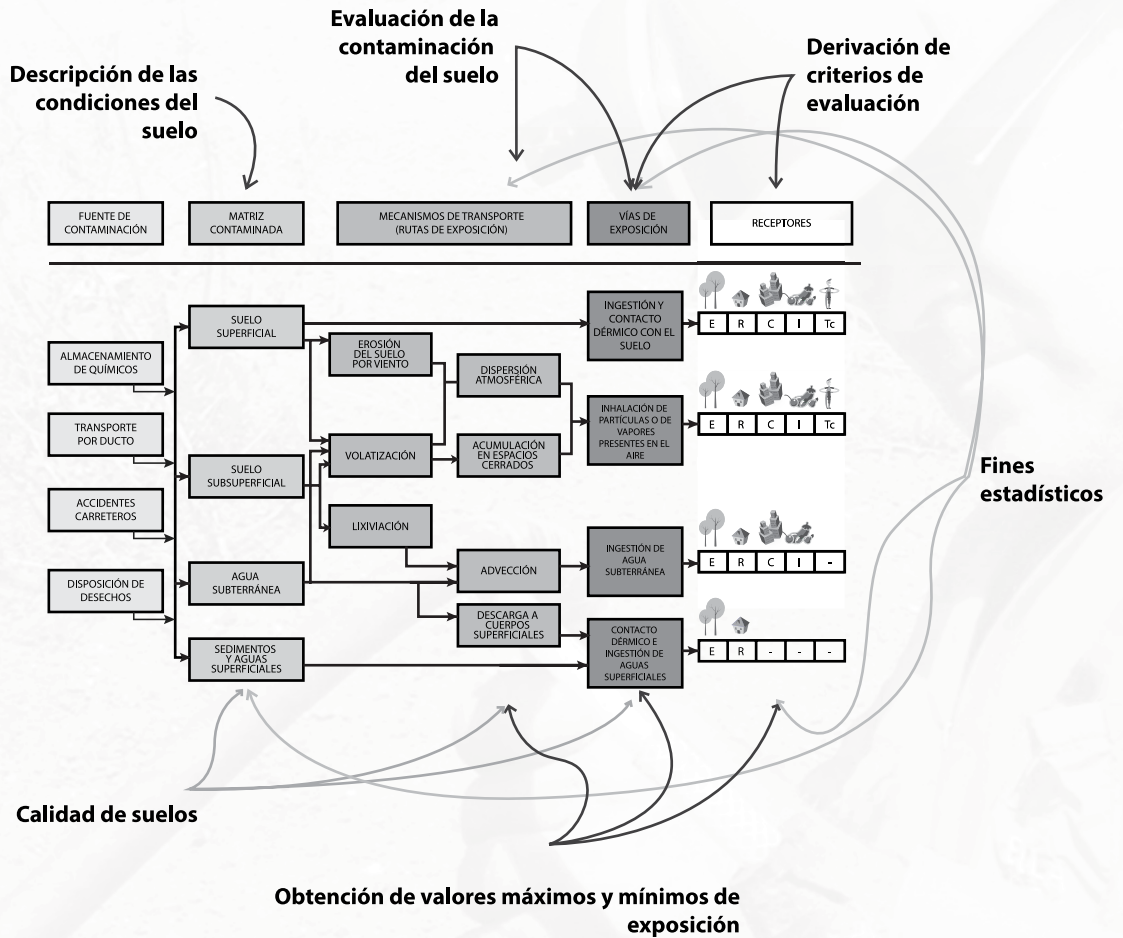 Evaluación de la
contaminación
del suelo
Derivación de
criterios de
evaluación
Descripción de las
condiciones del
suelo
FUENTE DE
CONTAMINACIÓN
MATRIZ
CONTAMINADA
MECANISMOS DE TRANSPORTE
(RUTAS DE EXPOSICIÓN)
VÍAS DE
EXPOSICIÓN
RECEPTORES
ALMACENAMIENTO
DE QUÍMICOS
TRANSPORTE
POR DUCTO
ACCIDENTES
CARRETEROS
DISPOSICIÓN DE
DESECHOS
SUELO
SUPERFICIAL
SUELO
SUBSUPERFICIAL
AGUA
SUBTERRÁNEA
SEDIMENTOS
Y AGUAS
SUPERFICIALES
EROSIÓN
DEL SUELO
POR VIENTO
VOLATIZACIÓN
LIXIVIACIÓN
DISPERSIÓN
ATMOSFÉRICA
ACUMULACIÓN
EN ESPACIOS
CERRADOS
ADVECCIÓN
DESCARGA A
CUERPOS
SUPERFICIALES
INGESTIÓN Y
CONTACTO
DÉRMICO CON EL
SUELO
INHALACIÓN DE
PARTÍCULAS O DE
VAPORES
PRESENTES EN EL
AIRE
INGESTIÓN DE
AGUA
SUBTERRÁNEA
CONTACTO
DÉRMICO E
INGESTIÓN DE
AGUAS
SUPERFICIALES
E R C I Tc
E R C I Tc
E R C I -
E R - - -
Fines
estadísticos
Calidad de suelos
Obtención de valores máximos y mínimos de
exposición